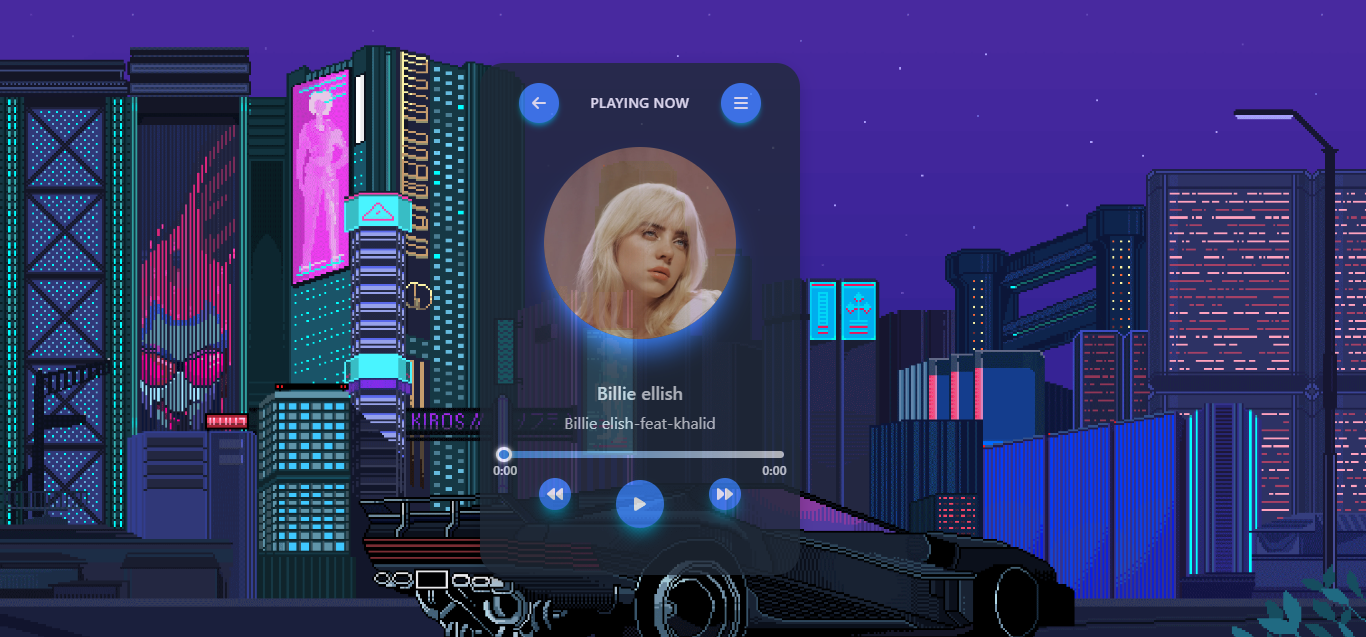 PLAYING NOW
Billie ellish
KIROS //
Billie elish-feat-khalid
0:00
0:00